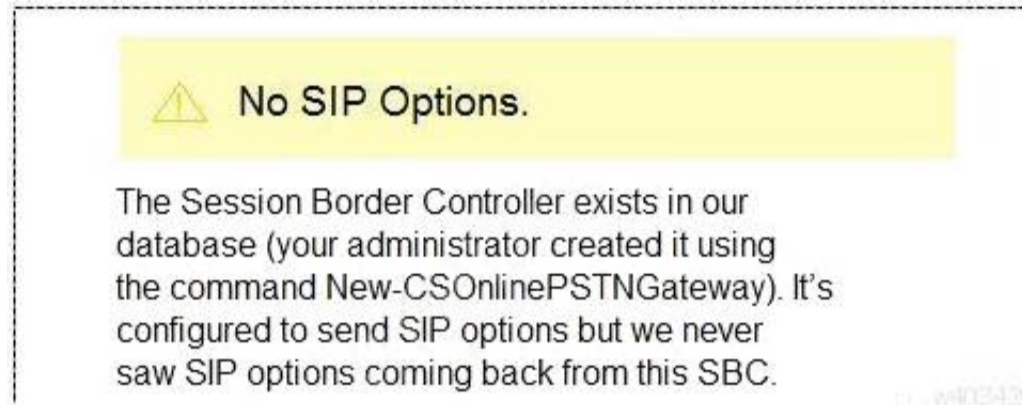 No SIP Options.
The Session Border Controller exists in our
database (your administrator created it using
the command New-CSOnlinePSTNGateway). It's
configured to send SIP options but we never
saw SIP options coming back from this SBC.